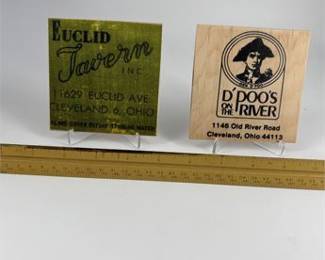 EUCLID
Tavern
INC.
11629 EUCLID AVE.
CLEVELAND 6, OHIO
D'POO'S
ON THE RIVER
1146 Old River Road
Cleveland, Ohio 44113